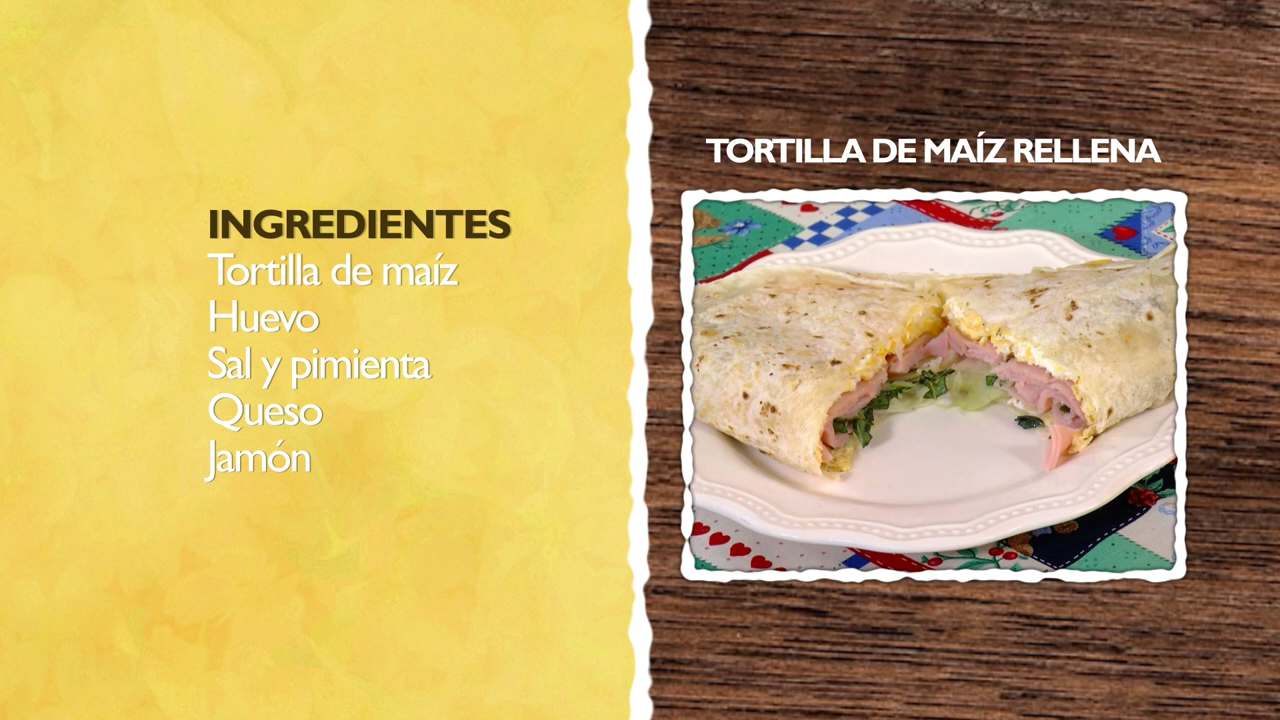 INGREDIENTES
Tortilla de maíz
Huevo
Sal y pimienta
Queso
Jamón
TORTILLA DE MAÍZ RELLENA